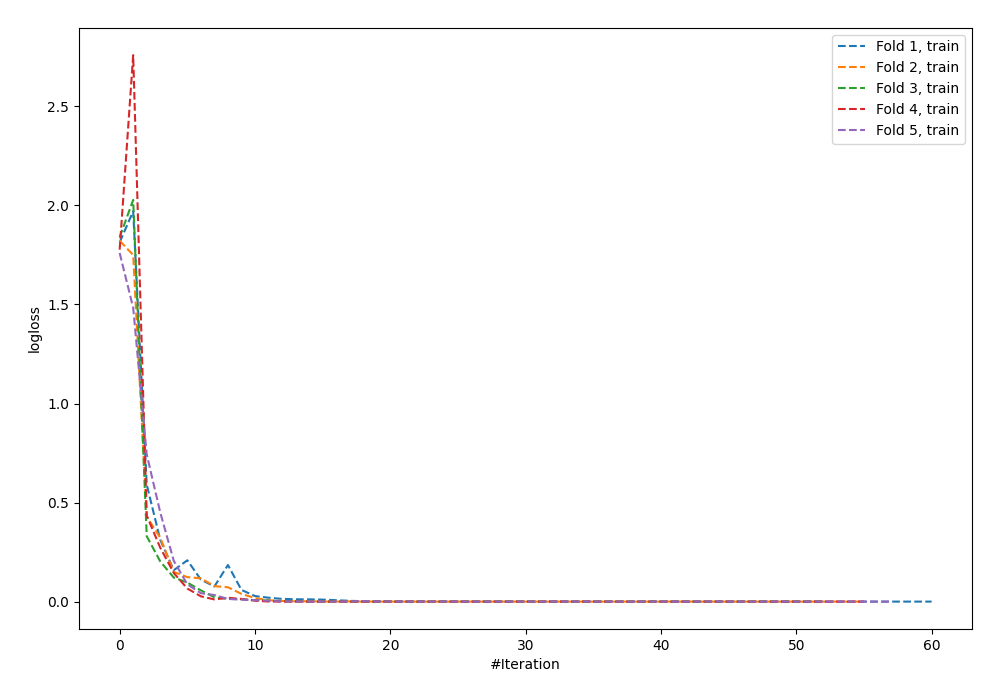 Fold 1, train
Fold 2, train
Fold 3, train
Fold 4, train
Fold 5, train
logloss
2.5
2.0
1.5
1.0
0.5
0.0
0 10 20 30 40 50 60
#Iteration